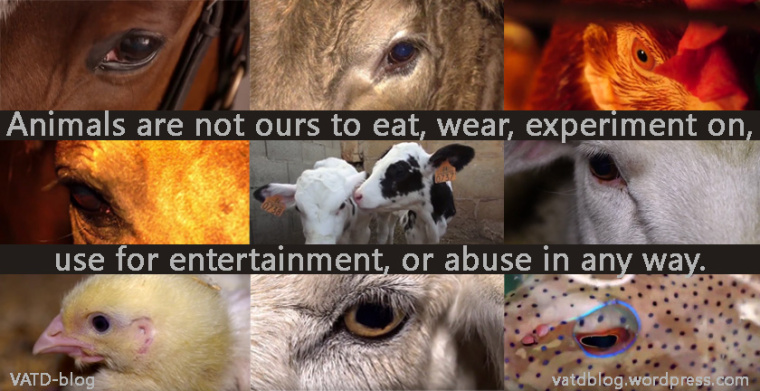 Animals are not ours to eat, wear, experiment on,
use for entertainment, or abuse in any way.
VATD-blog
vatdblog.wordpress.com